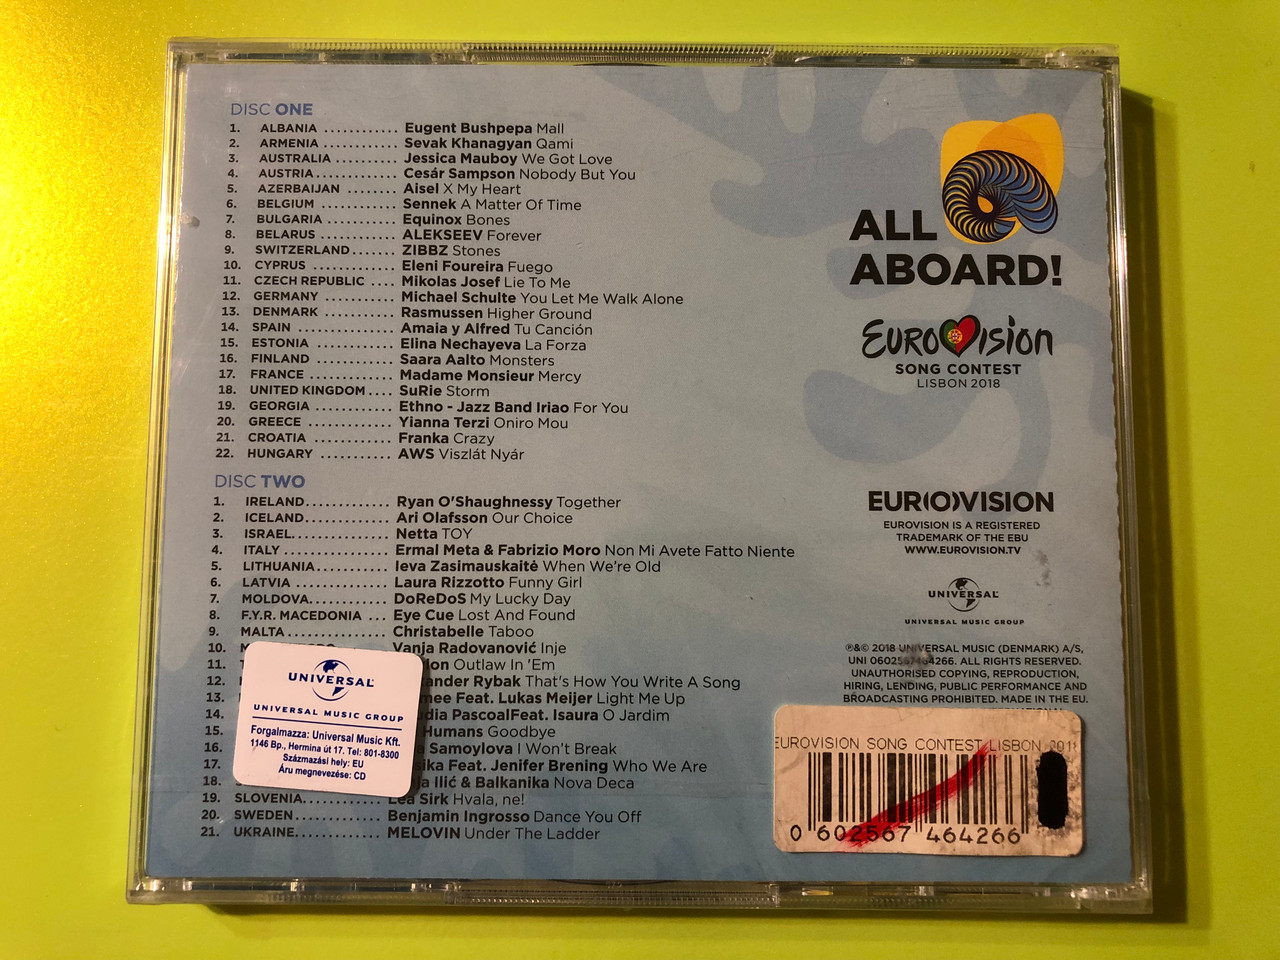 DISC ONE
1. ALBANIA ............ Eugent Bushpepa Mall
2. ARMENIA ............ Sevak Khanagyan Qami
3. AUSTRALIA .......... Jessica Mauboy We Got Love
4. AUSTRIA............. Cesár Sampson Nobody But You
5. AZERBAIJAN ........ Aisel X My Heart
6. BELGIUM ............ Sennek A Matter Of Time
7. BULGARIA ........... Equinox Bones
8. BELARUS ............ ALEKSEEV Forever
9. SWITZERLAND....... ZIBBZ Stones
10. CYPRUS ............. Eleni Foureira Fuego
11. CZECH REPUBLIC .... Mikolas Josef Lie To Me
12. GERMANY ........... Michael Schulte You Let Me Walk Alone
13. DENMARK ........... Rasmussen Higher Ground
14. SPAIN .............. Amaia y Alfred Tu Canción
15. ESTONIA ............ Elina Nechayeva La Forza
16. FINLAND ............ Saara Aalto Monsters
17. FRANCE ............. Madame Monsieur Mercy
18. UNITED KINGDOM .... SuRie Storm
19. GEORGIA ............ Ethno - Jazz Band Iriao For You
20. GREECE ............. Yianna Terzi Oniro Mou
21. CROATIA ............ Franka Crazy
22. HUNGARY ........... AWS Viszlát Nyár
DISC TWO
1. IRELAND............. Ryan O'Shaughnessy Together
2. ICELAND............. Ari Olafsson Our Choice
3. ISRAEL............... Netta TOY
4. ITALY ............... Ermal Meta & Fabrizio Moro Non Mi Avete Fatto Niente
5. LITHUANIA........... Ieva Zasimauskaitė When We're Old
6. LATVIA .............. Laura Rizzotto Funny Girl
7. MOLDOVA............ DoReDoS My Lucky Day
8. F.Y.R. MACEDONIA ... Eye Cue Lost And Found
9. MALTA............... Christabelle Taboo
10. Vanja Radovanović Inje
11. Outlaw In 'Em
12. Rybak That's How You Write A Song
13. Feat. Lukas Meijer Light Me Up
14. PascoalFeat. Isaura O Jardim
15. Humans Goodbye
16. Samoylova I Won't Break
17. Feat. Jenifer Brening Who We Are
18. Ilić & Balkanika Nova Deca
19. SLOVENIA............ Lea Sirk Hvala, ne!
20. SWEDEN............. Benjamin Ingrosso Dance You Off
21. UKRAINE............. MELOVIN Under The Ladder
UNIVERSAL
UNIVERSAL MUSIC GROUP
Forgalmazza: Universal Music Kft.
1146 Bp., Hermina út 17. Tel: 801-8300
Származási hely: EU
Áru megnevezése: CD
ALL
ABOARD!
EUROVISION
SONG CONTEST
LISBON 2018
EUR()VISION
EUROVISION IS A REGISTERED
TRADEMARK OF THE EBU
WWW.EUROVISION.TV
UNIVERSAL
UNIVERSAL MUSIC GROUP
℗&© 2018 UNIVERSAL MUSIC (DENMARK) A/S,
UNI 0602567464266. ALL RIGHTS RESERVED.
UNAUTHORISED COPYING, REPRODUCTION,
HIRING, LENDING, PUBLIC PERFORMANCE AND
BROADCASTING PROHIBITED. MADE IN THE EU.
EUROVISION SONG CONTEST LISBON 2018
0 602567 464266